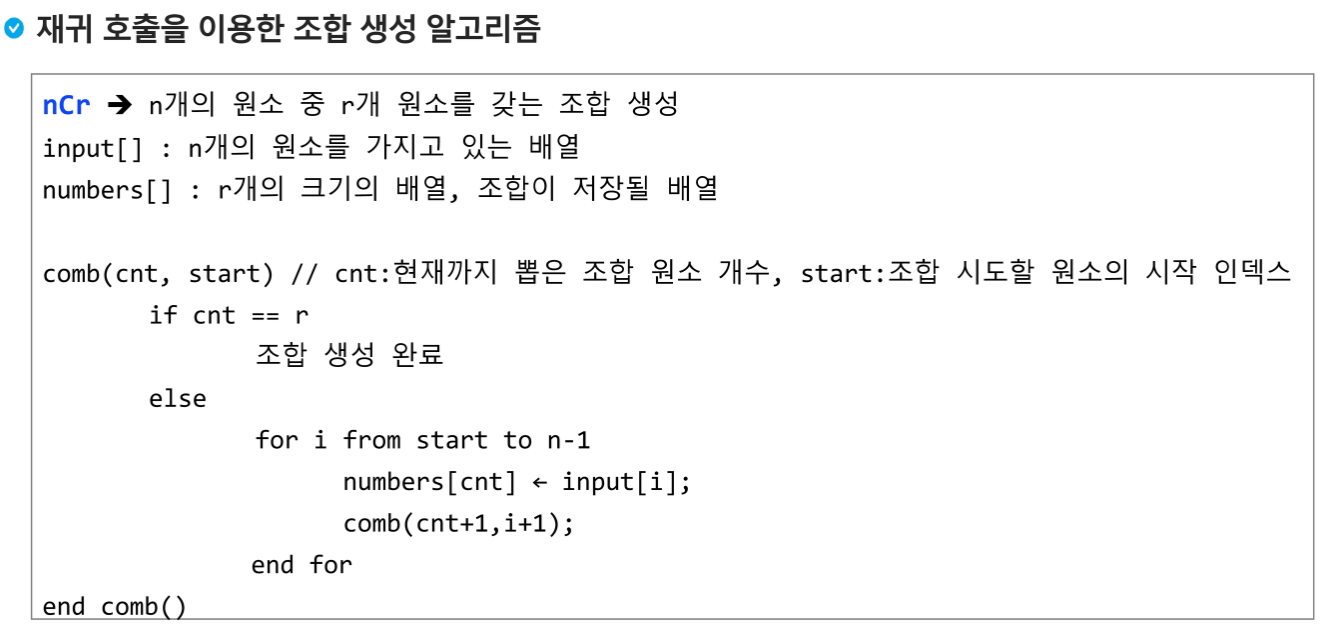 재귀 호출을 이용한 조합 생성 알고리즘
nCr ➔ n개의 원소 중 r개 원소를 갖는 조합 생성
input[] : n개의 원소를 가지고 있는 배열
numbers[] : r개의 크기의 배열, 조합이 저장될 배열
comb(cnt, start) // cnt:현재까지 뽑은 조합 원소 개수, start:조합 시도할 원소의 시작 인덱스
if cnt == r
조합 생성 완료
else
for i from start to n-1
numbers[cnt] ← input[i];
comb(cnt+1,i+1);
end for
end comb()